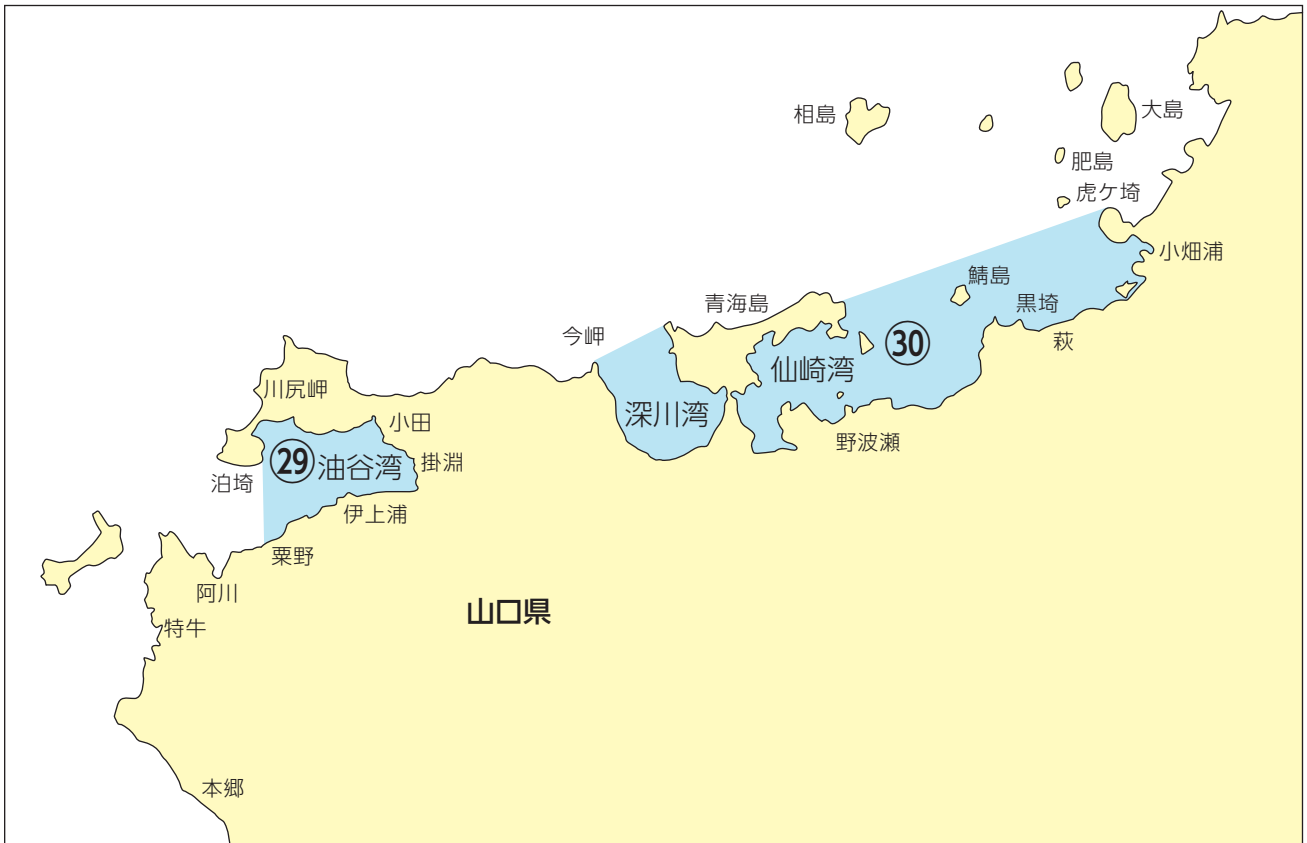 相島
大島
肥島
虎ケ埼
小畑浦
鯖島
青海島
黒埼
今岬
萩
㉚
仙崎湾
川尻岬
深川湾
小田
野波瀬
㉙油谷湾
掛淵
泊埼
伊上浦
粟野
阿川
山口県
特牛
本郷